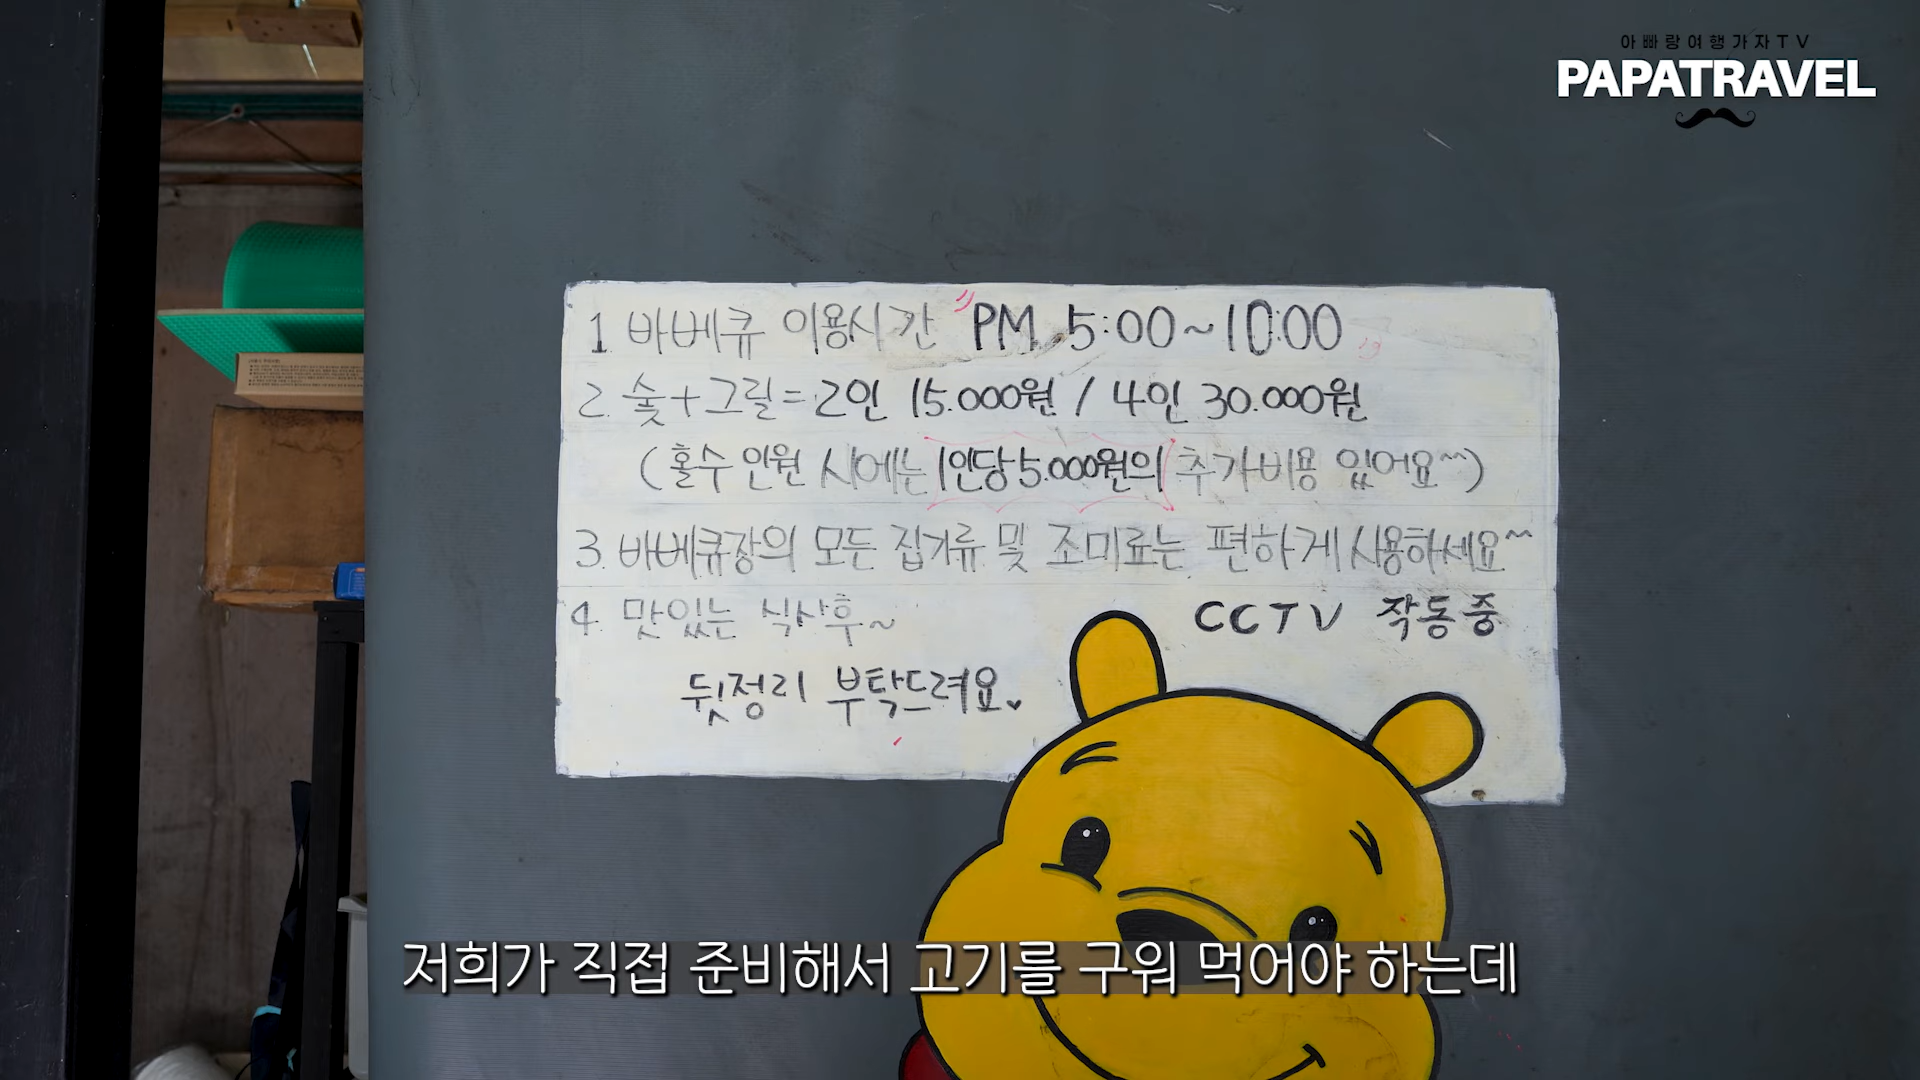 아빠랑여행가자TV
PAPATRAVEL
1. 바베큐 이용시간 PM 5:00~10:00
2. 숯+그릴=2인 15.000원 / 4인 30.000원
(홀수인원 시에는 1인당 5.000원의 추가비용 있어요~)
3. 바베큐장의 모든 집기류 및 조미료는 편하게 사용하세요~
4. 맛있는 식사후~
CCTV 작동중
뒷정리 부탁드려요♥
저희가 직접 준비해서 고기를 구워 먹어야 하는데